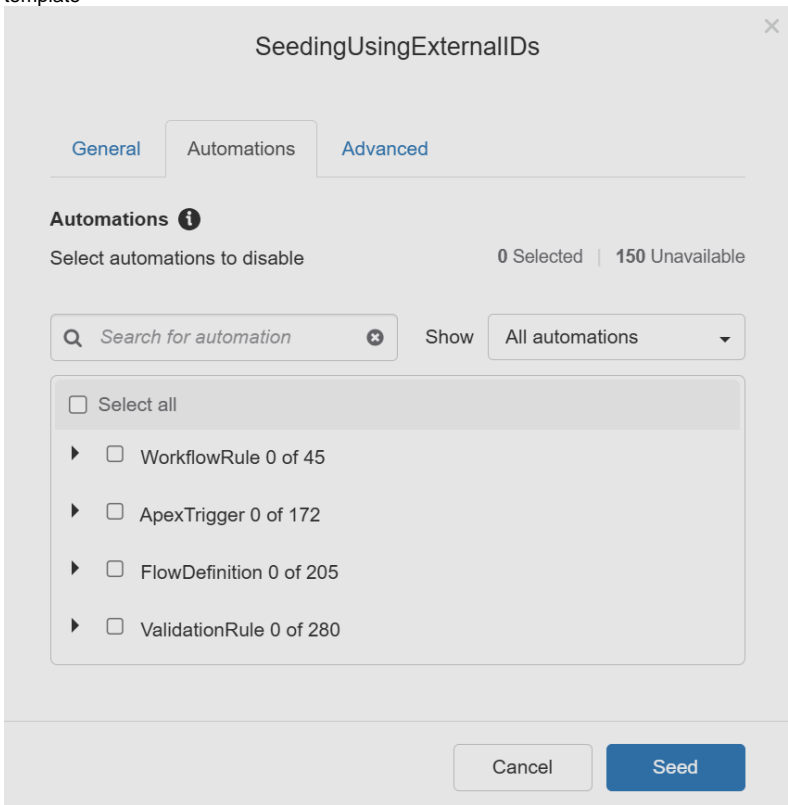 template
SeedingUsingExternalIDs
General Automations Advanced
Automations
Select automations to disable 0 Selected | 150 Unavailable
Search for automation Show All automations
Select all
WorkflowRule 0 of 45
ApexTrigger 0 of 172
FlowDefinition 0 of 205
ValidationRule 0 of 280
Cancel Seed